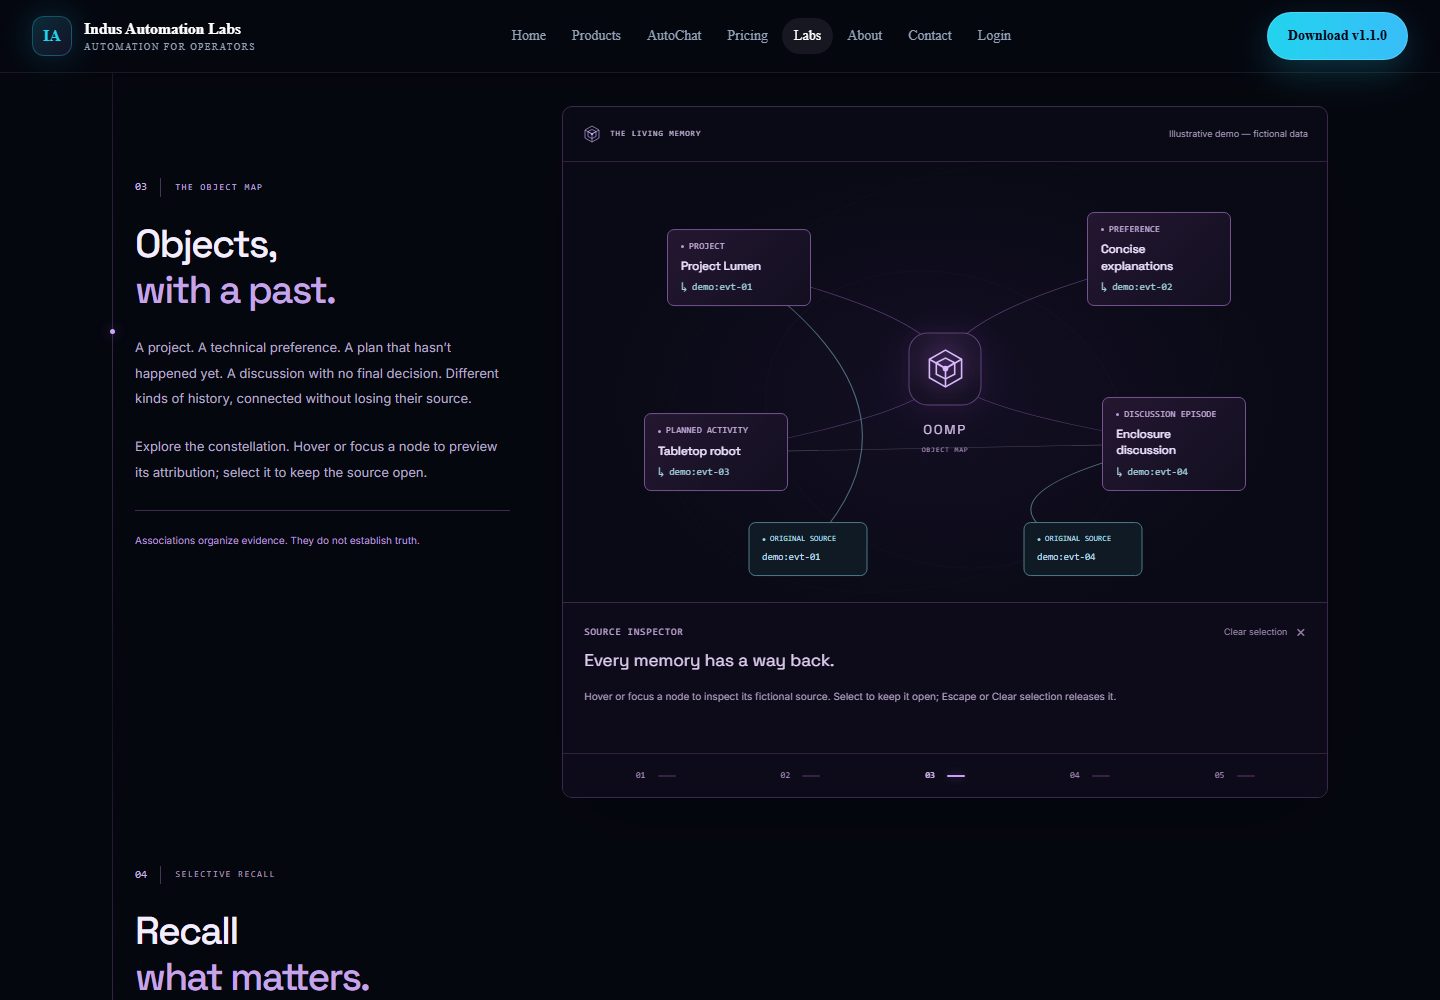 IA
Indus Automation Labs
AUTOMATION FOR OPERATORS
Home
Products
AutoChat
Pricing
Labs
About
Contact
Login
Download v1.1.0
03
THE OBJECT MAP
Objects,
with a past.
A project. A technical preference. A plan that hasn’t
happened yet. A discussion with no final decision. Different
kinds of history, connected without losing their source.
Explore the constellation. Hover or focus a node to preview
its attribution; select it to keep the source open.
Associations organize evidence. They do not establish truth.
THE LIVING MEMORY
Illustrative demo — fictional data
PROJECT
Project Lumen
↳ demo:evt-01
PREFERENCE
Concise
explanations
↳ demo:evt-02
OOMP
OBJECT MAP
PLANNED ACTIVITY
Tabletop robot
↳ demo:evt-03
DISCUSSION EPISODE
Enclosure
discussion
↳ demo:evt-04
ORIGINAL SOURCE
demo:evt-01
ORIGINAL SOURCE
demo:evt-04
SOURCE INSPECTOR
Clear selection ✕
Every memory has a way back.
Hover or focus a node to inspect its fictional source. Select to keep it open; Escape or Clear selection releases it.
01
02
03
04
05
04
SELECTIVE RECALL
Recall
what matters.